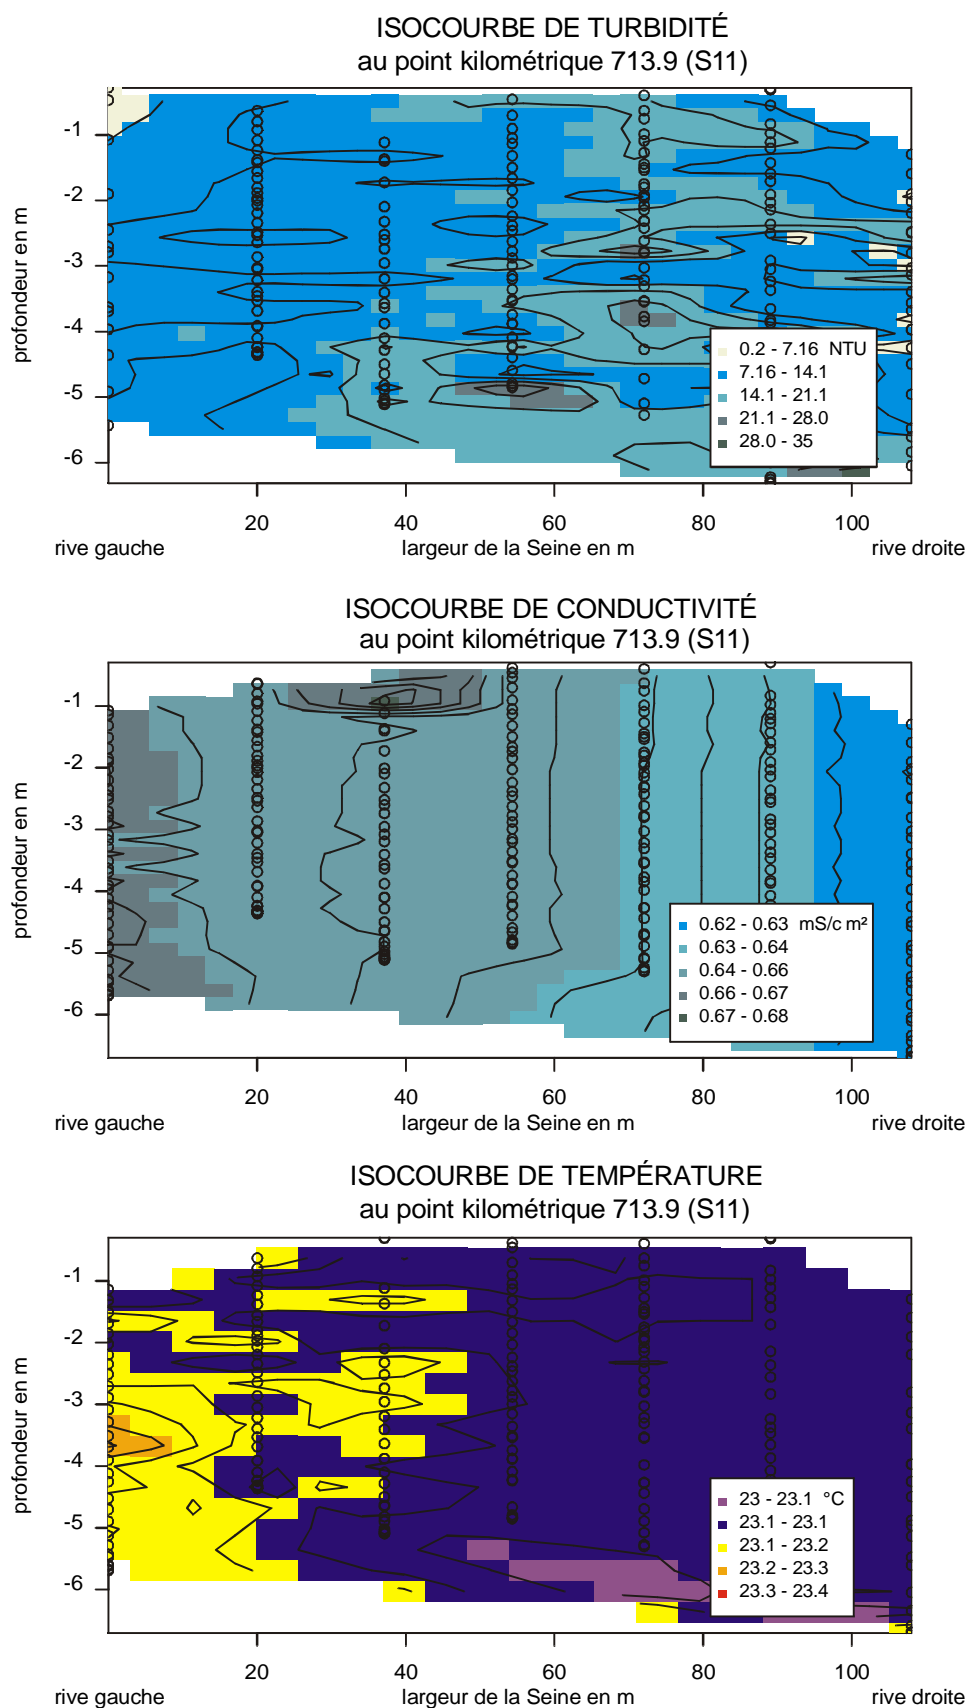 ISOCOURBE DE TURBIDITÉ
au point kilométrique 713.9 (S11)
profondeur en m
-1
-2
-3
-4
-5
-6
0.2 - 7.16 NTU
7.16 - 14.1
14.1 - 21.1
21.1 - 28.0
28.0 - 35
20 40 60 80 100
rive gauche largeur de la Seine en m rive droite
ISOCOURBE DE CONDUCTIVITÉ
au point kilométrique 713.9 (S11)
profondeur en m
-1
-2
-3
-4
-5
-6
0.62 - 0.63 mS/c m²
0.63 - 0.64
0.64 - 0.66
0.66 - 0.67
0.67 - 0.68
20 40 60 80 100
rive gauche largeur de la Seine en m rive droite
ISOCOURBE DE TEMPÉRATURE
au point kilométrique 713.9 (S11)
profondeur en m
-1
-2
-3
-4
-5
-6
23 - 23.1 °C
23.1 - 23.1
23.1 - 23.2
23.2 - 23.3
23.3 - 23.4
20 40 60 80 100
rive gauche largeur de la Seine en m rive droite